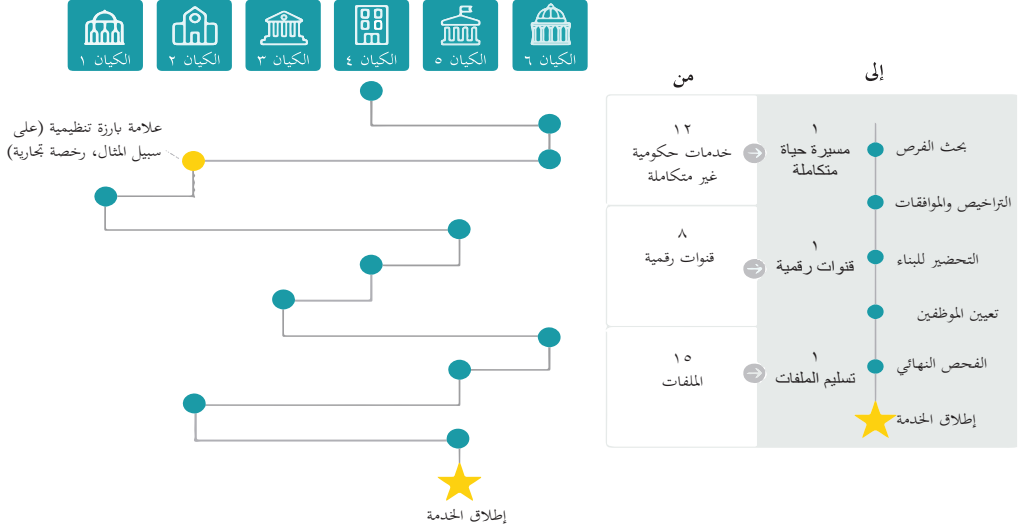 الكيان ١
الكيان ٢
الكيان ٣
الكيان ٤
الكيان ٥
الكيان ٦
علامة بارزة تنظيمية (على
سبيل المثال، رخصة تجارية)
إطلاق الخدمة
من
إلى
١٢
خدمات حكومية
غير متكاملة
١
مسيرة حياة
متكاملة
٨
قنوات رقمية
١
قنوات رقمية
١٥
الملفات
١
تسليم الملفات
بحث الفرص
التراخيص والموافقات
التحضير للبناء
تعيين الموظفين
الفحص النهائي
إطلاق الخدمة